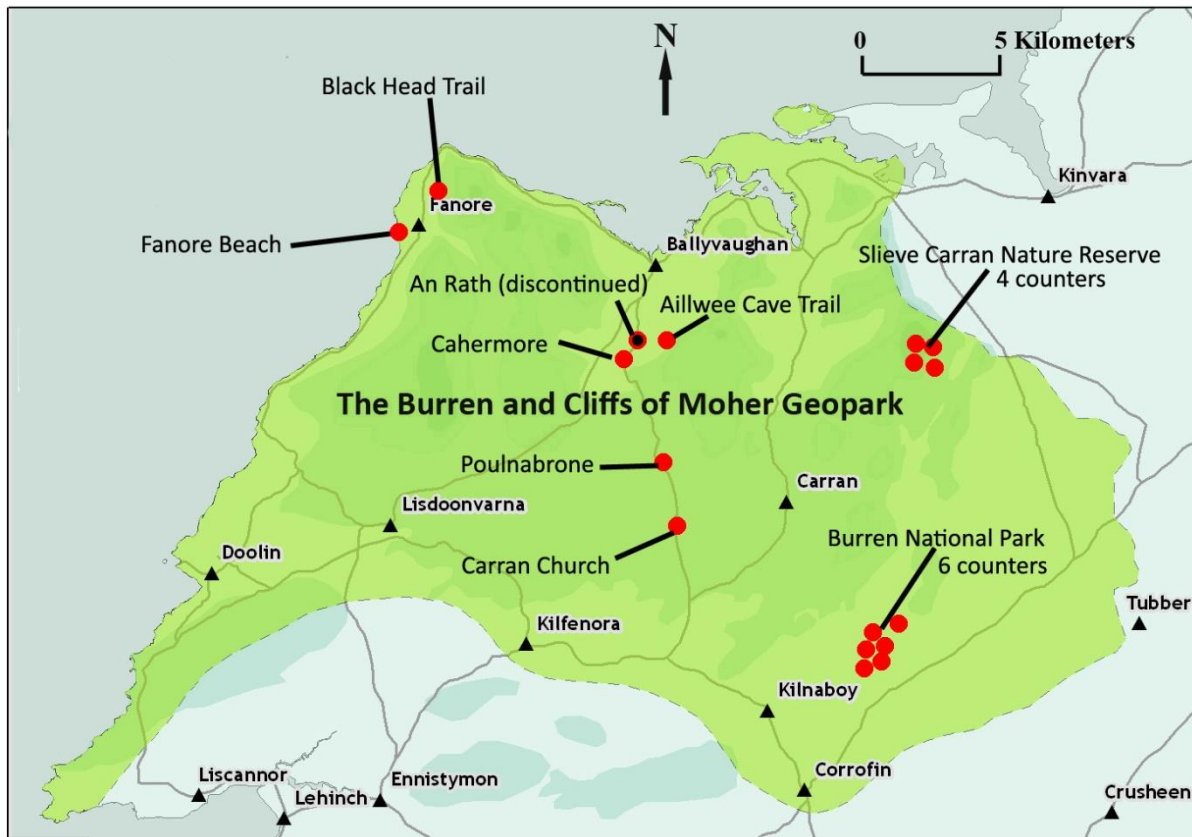 N
0
5 Kilometers
Black Head Trail
Kinvara
Fanore
Fanore Beach
Ballyvaughan
Slieve Carran Nature Reserve
4 counters
An Rath (discontinued)
Aillwee Cave Trail
Cahermore
The Burren and Cliffs of Moher Geopark
Poulnabrone
Carran
Lisdoonvarna
Burren National Park
6 counters
Doolin
Carran Church
Tubber
Kilfenora
Kilnaboy
Liscannor
Ennistymon
Corrofin
Lehinch
Crusheen